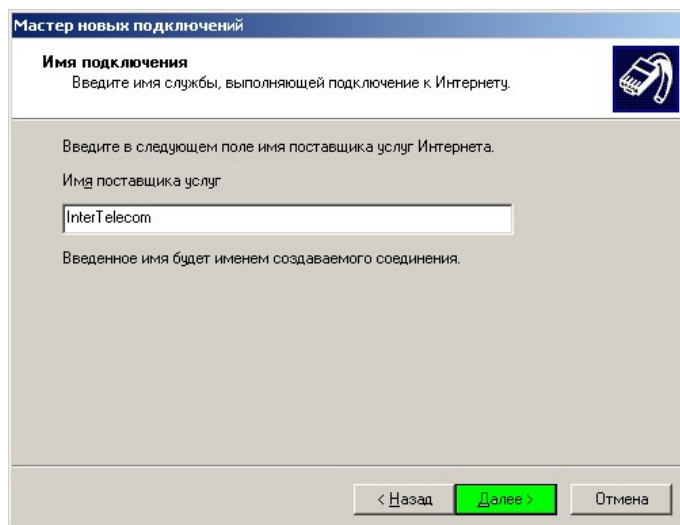 Мастер новых подключений
Имя подключения
Введите имя службы, выполняющей подключение к Интернету.
Введите в следующем поле имя поставщика услуг Интернета.
Имя поставщика услуг
InterTelecom
Введенное имя будет именем создаваемого соединения.
< Назад Далее > Отмена